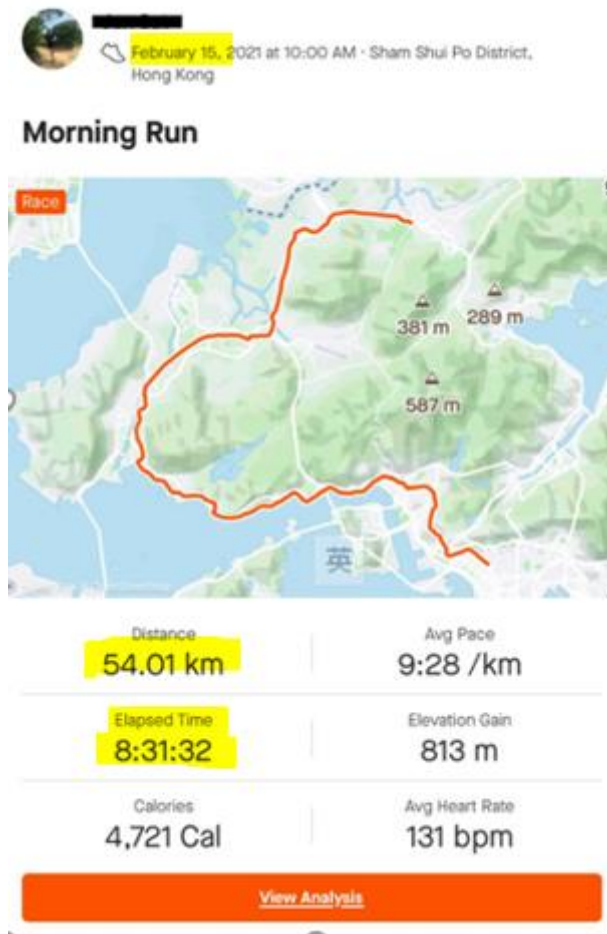 February 15, 2021 at 10:00 AM · Sham Shui Po District,
Hong Kong
Morning Run
Race
381 m
289 m
587 m
英
Distance
54.01 km
Avg Pace
9:28 /km
Elapsed Time
8:31:32
Elevation Gain
813 m
Calories
4,721 Cal
Avg Heart Rate
131 bpm
View Analysis